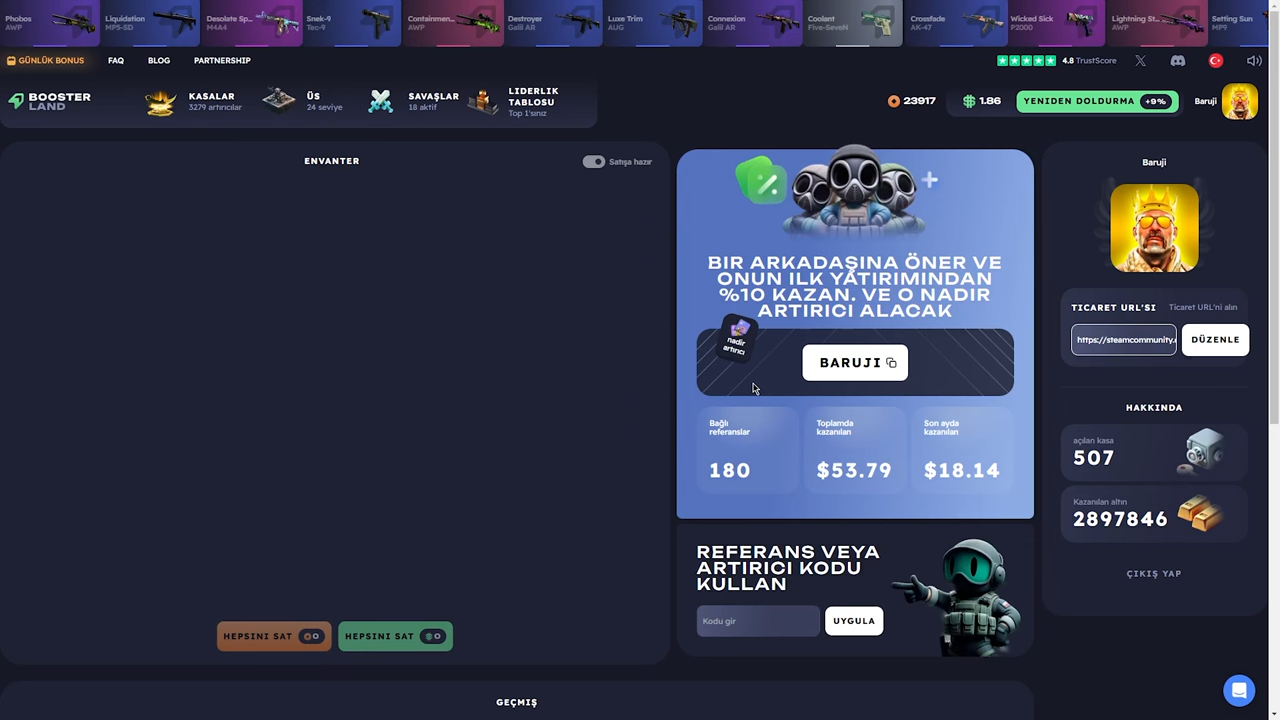 Phobos
AWP
Liquidation
MP5-SD
Desolate Sp...
M4A4
Snek-9
Tec-9
Containmen...
AWP
Destroyer
Galil AR
Luxe Trim
AUG
Connexion
Galil AR
Coolant
Five-SeveN
Crossfade
AK-47
Wicked Sick
P2000
Lightning St...
AWP
Setting Sun
MP9
GÜNLÜK BONUS
FAQ
BLOG
PARTNERSHIP
4.8 TrustScore
BOOSTER
LAND
KASALAR
3279 artırıcılar
ÜS
24 seviye
SAVAŞLAR
18 aktif
LIDERLIK
TABLOSU
Top 1'sınız
23917
1.86
YENIDEN DOLDURMA +9%
Baruji
ENVANTER
Satışa hazır
BIR ARKADAŞINA ÖNER VE
ONUN ILK YATIRIMINDAN
%10 KAZAN. VE O NADIR
ARTIRICI ALACAK
nadir
artırıcı
BARUJI
Bağlı
referanslar
180
Toplamda
kazanılan
$53.79
Son ayda
kazanılan
$18.14
REFERANS VEYA
ARTIRICI KODU
KULLAN
Kodu gir
UYGULA
Baruji
TICARET URL'SI
Ticaret URL'ni alın
https://steamcommunity.
DÜZENLE
HAKKINDA
açılan kasa
507
Kazanılan altın
2897846
ÇIKIŞ YAP
HEPSINI SAT 0
HEPSINI SAT 0
GEÇMIŞ